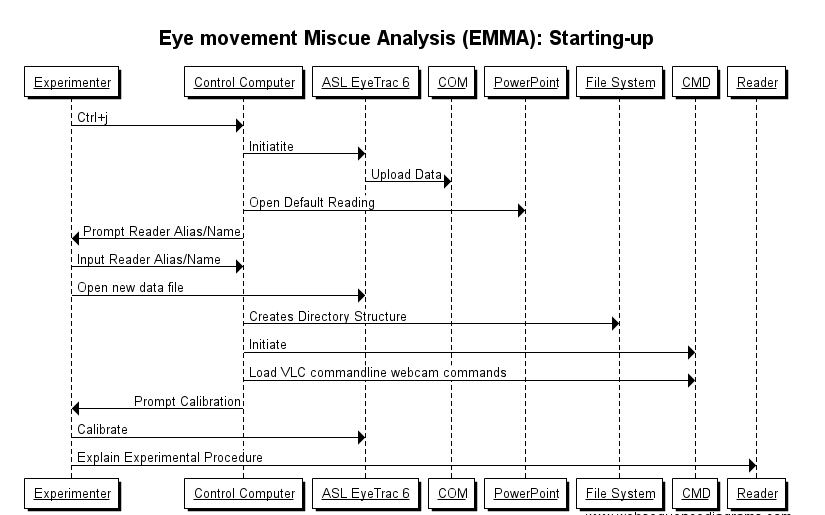 Eye movement Miscue Analysis (EMMA): Starting-up
Experimenter Control Computer ASL EyeTrac 6 COM PowerPoint File System CMD Reader
Ctrl+j
Initiatite
Upload Data
Open Default Reading
Prompt Reader Alias/Name
Input Reader Alias/Name
Open new data file
Creates Directory Structure
Initiate
Load VLC commandline webcam commands
Prompt Calibration
Calibrate
Explain Experimental Procedure
Experimenter Control Computer ASL EyeTrac 6 COM PowerPoint File System CMD Reader
www.websequencediagrams.com